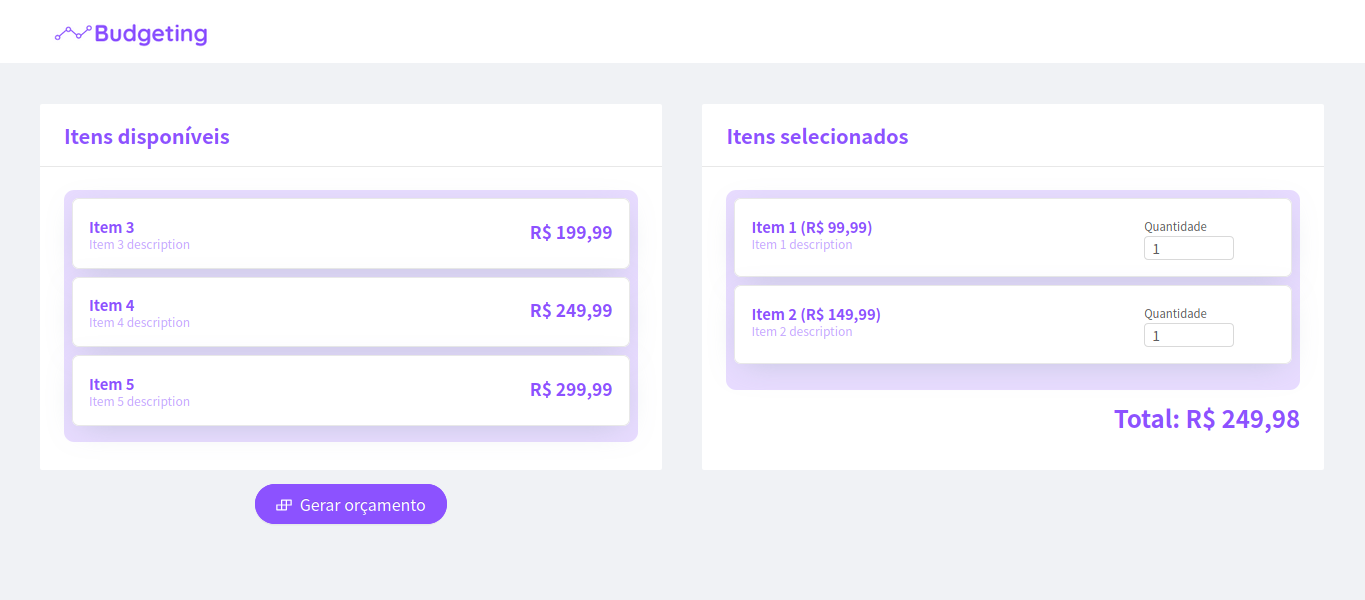 Budgeting
Itens disponíveis
Item 3
Item 3 description
R$ 199,99
Item 4
Item 4 description
R$ 249,99
Item 5
Item 5 description
R$ 299,99
Gerar orçamento
Itens selecionados
Item 1 (R$ 99,99)
Item 1 description
Quantidade
1
Item 2 (R$ 149,99)
Item 2 description
Quantidade
1
Total: R$ 249,98